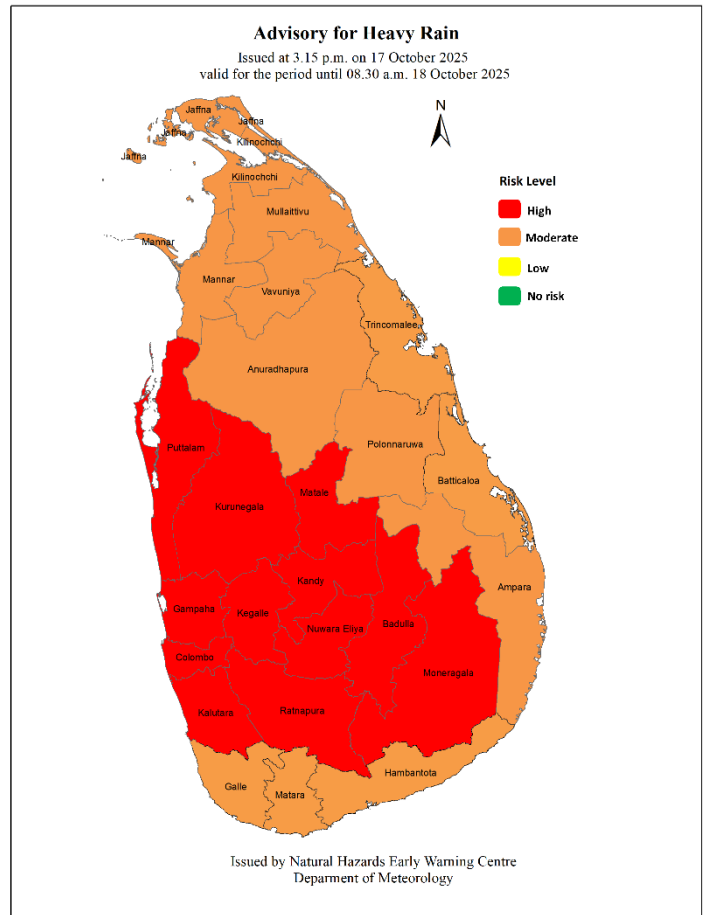 Advisory for Heavy Rain
Issued at 3.15 p.m. on 17 October 2025
valid for the period until 08.30 a.m. 18 October 2025
N
Jaffna
Jaffna
Jaffna
Kilinochchi
Jaffna
Kilinochchi
Mullaittivu
Mannar
Mannar
Vavuniya
Trincomalee
Anuradhapura
Polonnaruwa
Puttalam
Batticaloa
Matale
Kurunegala
Kandy
Ampara
Gampaha
Kegalle
Nuwara Eliya
Badulla
Colombo
Moneragala
Kalutara
Ratnapura
Hambantota
Galle
Matara
Risk Level
High
Moderate
Low
No risk
Issued by Natural Hazards Early Warning Centre
Deparment of Meteorology